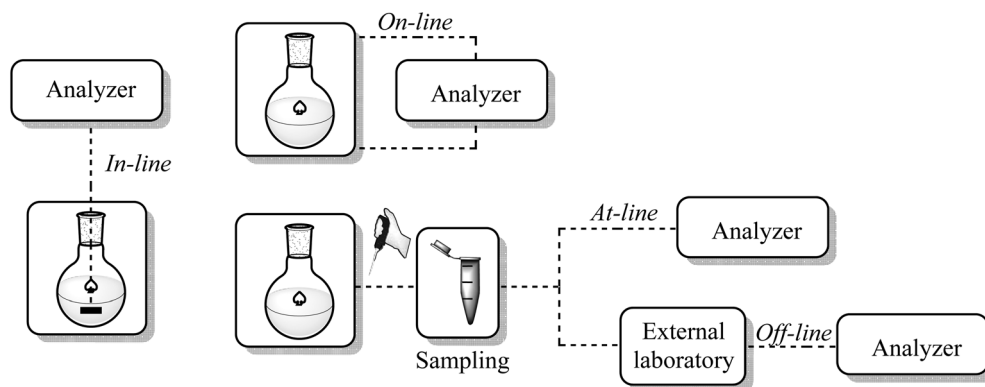 On-line
Analyzer
Analyzer
In-line
At-line
Analyzer
Sampling
External
laboratory
Off-line
Analyzer